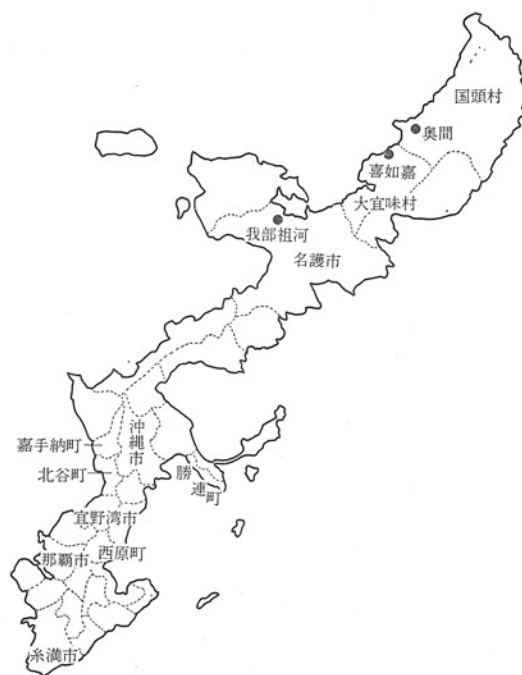 国頭村
奥間
喜如嘉
大宜味村
我部祖河
名護市
沖縄市
嘉手納町
北谷町
勝連町
宜野湾市
那覇市
西原町
糸満市